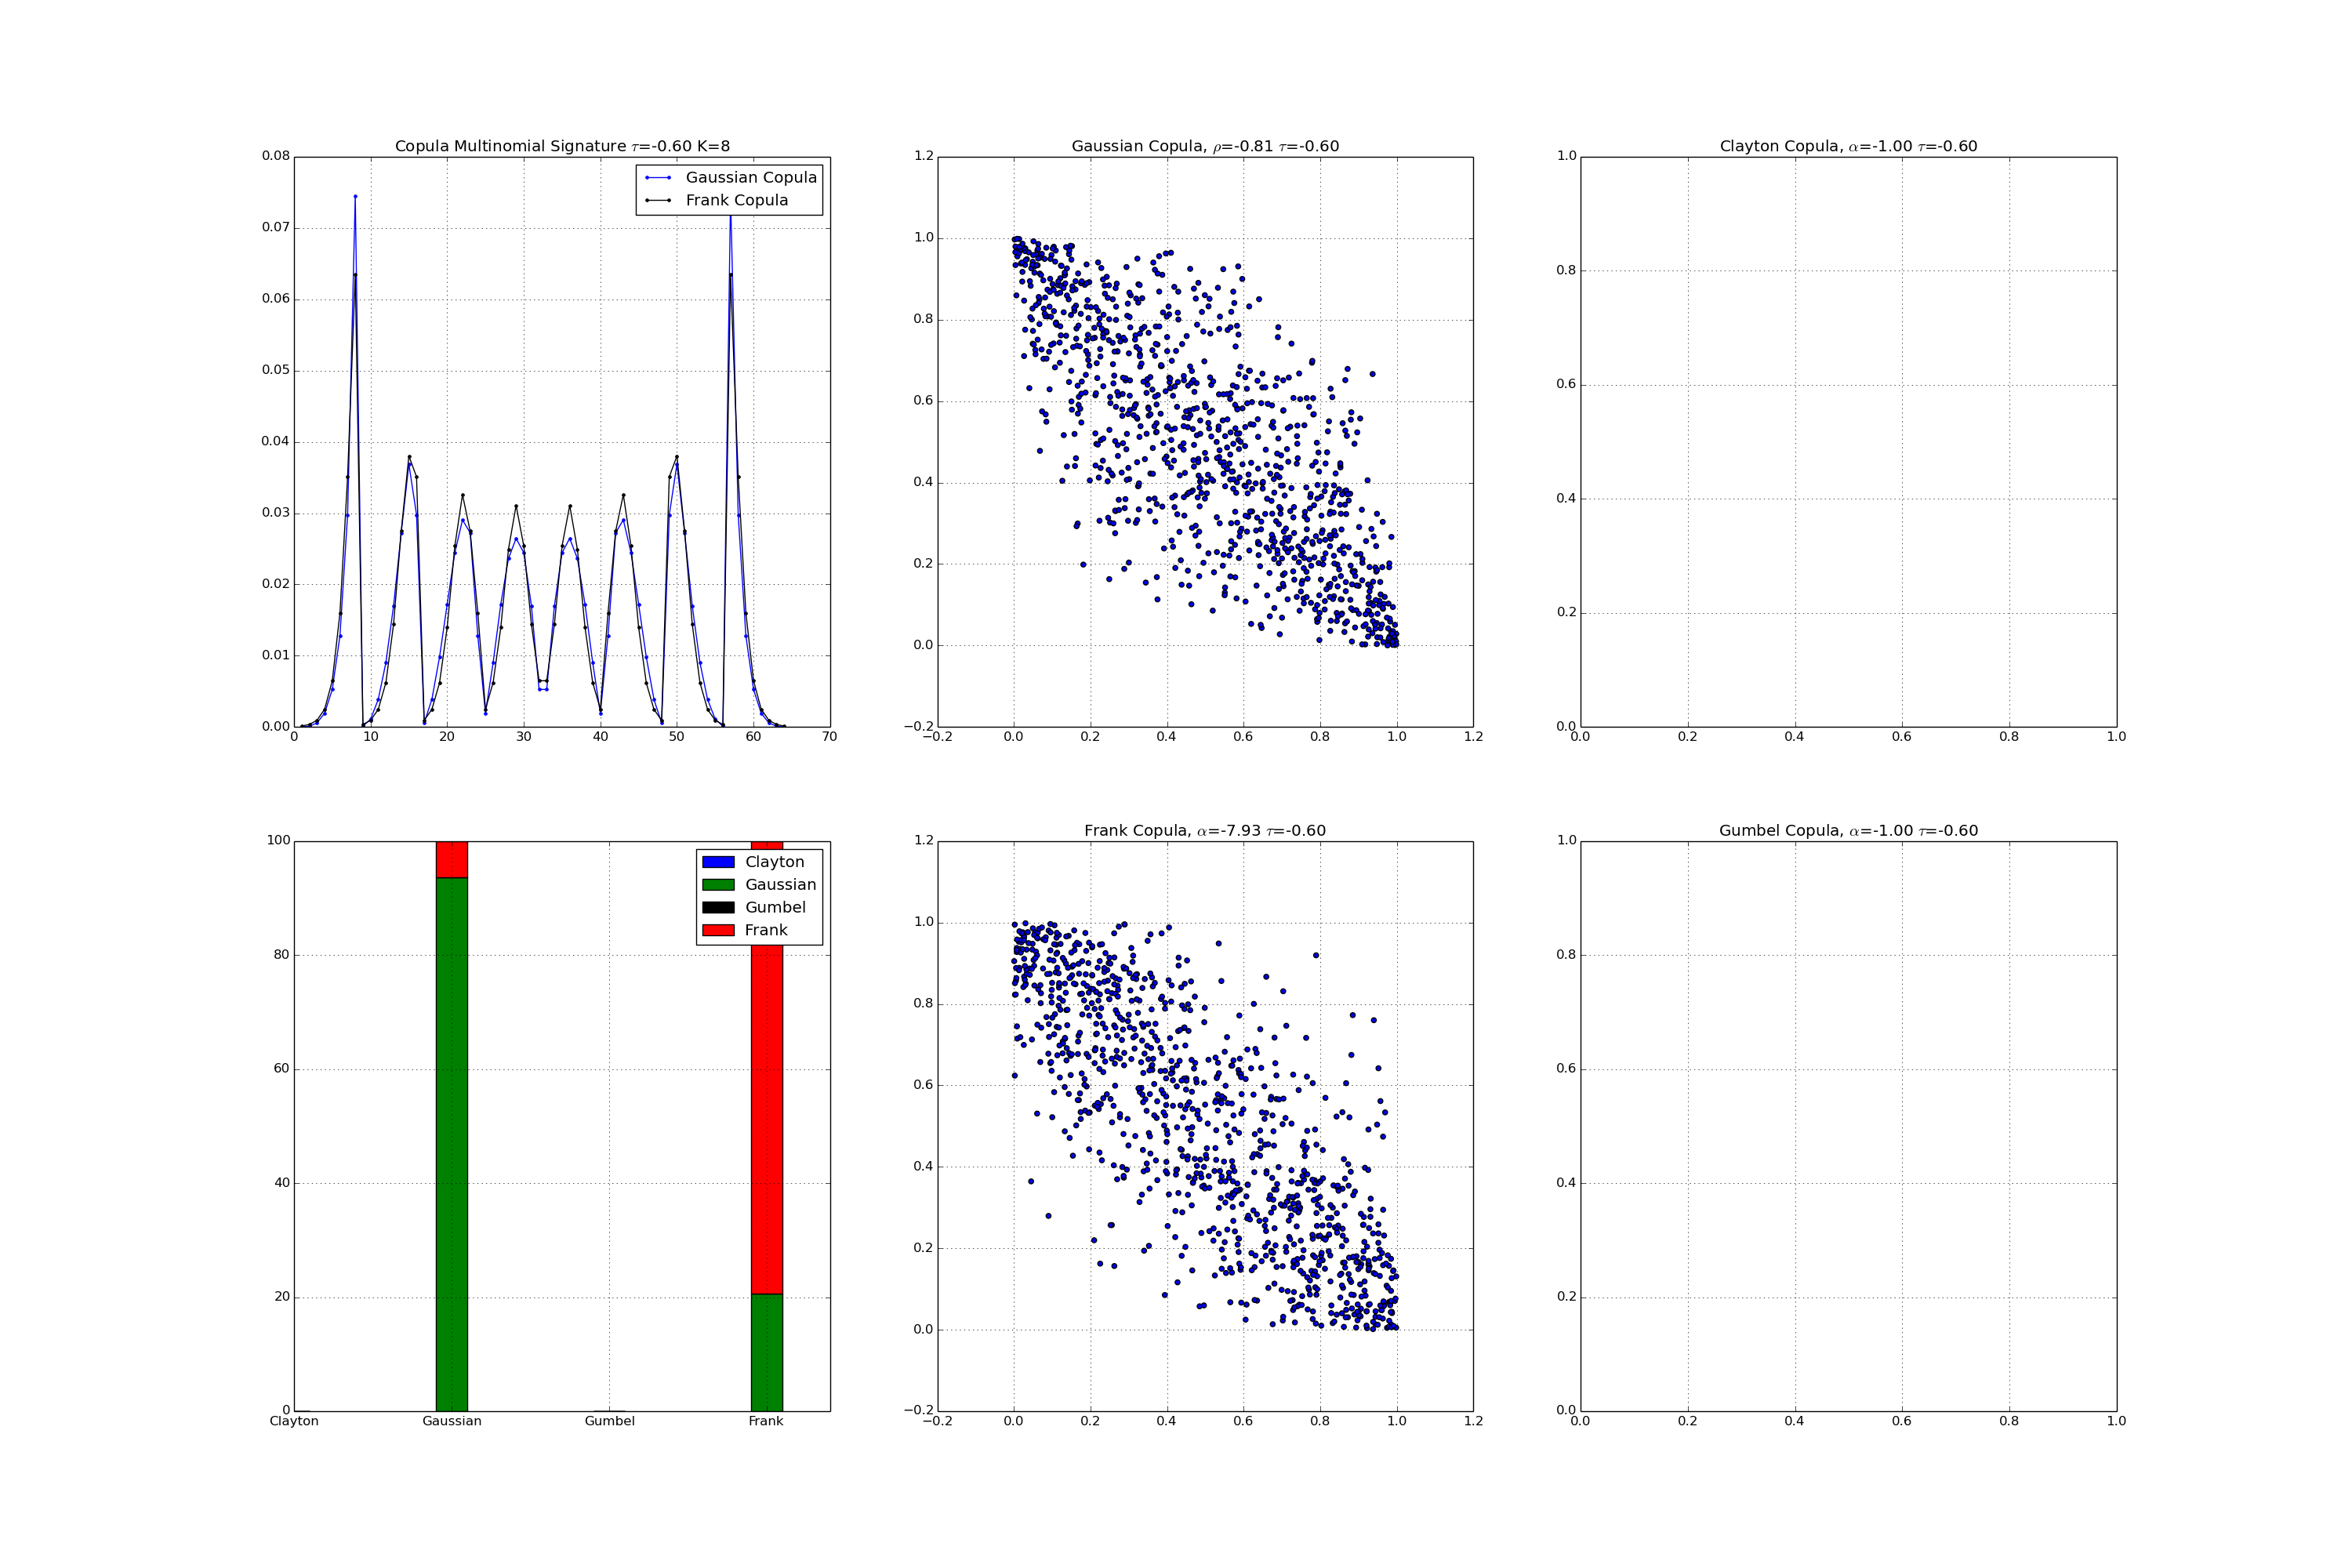 Copula Multinomial Signature τ=-0.60 K=8
0.08
0.07
0.06
0.05
0.04
0.03
0.02
0.01
0.00
0 10 20 30 40 50 60 70
Gaussian Copula
Frank Copula
Gaussian Copula, ρ=-0.81 τ=-0.60
1.2
1.0
0.8
0.6
0.4
0.2
0.0
−0.2
−0.2 0.0 0.2 0.4 0.6 0.8 1.0 1.2
Clayton Copula, α=-1.00 τ=-0.60
1.0
0.8
0.6
0.4
0.2
0.0
0.0 0.2 0.4 0.6 0.8 1.0
100
80
60
40
20
0
Clayton Gaussian Gumbel Frank
Clayton
Gaussian
Gumbel
Frank
Frank Copula, α=-7.93 τ=-0.60
1.2
1.0
0.8
0.6
0.4
0.2
0.0
−0.2
−0.2 0.0 0.2 0.4 0.6 0.8 1.0 1.2
Gumbel Copula, α=-1.00 τ=-0.60
1.0
0.8
0.6
0.4
0.2
0.0
0.0 0.2 0.4 0.6 0.8 1.0